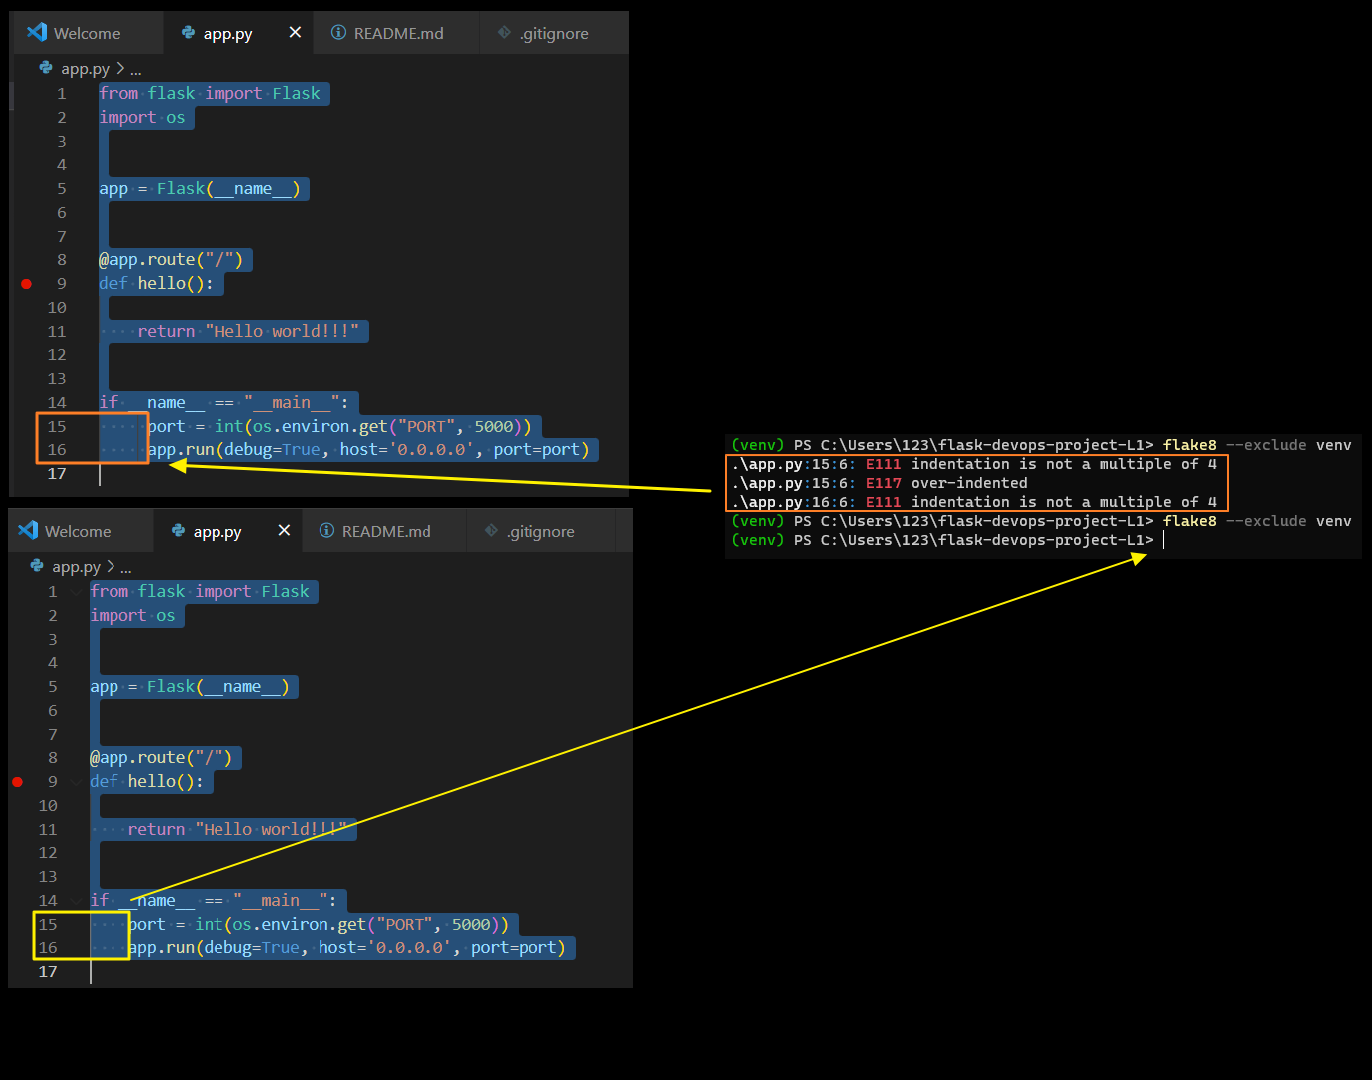 Welcome app.py README.md .gitignore
app.py > ...
1 from flask import Flask
2 import os
3
4
5 app = Flask(__name__)
6
7
8 @app.route("/")
9 def hello():
10
11     return "Hello world!!!"
12
13
14 if __name__ == "__main__":
15      port = int(os.environ.get("PORT", 5000))
16      app.run(debug=True, host='0.0.0.0', port=port)
17
(venv) PS C:\Users\123\flask-devops-project-L1> flake8 --exclude venv
.\app.py:15:6: E111 indentation is not a multiple of 4
.\app.py:15:6: E117 over-indented
.\app.py:16:6: E111 indentation is not a multiple of 4
(venv) PS C:\Users\123\flask-devops-project-L1> flake8 --exclude venv
(venv) PS C:\Users\123\flask-devops-project-L1>
Welcome app.py README.md .gitignore
app.py > ...
1 from flask import Flask
2 import os
3
4
5 app = Flask(__name__)
6
7
8 @app.route("/")
9 def hello():
10
11     return "Hello world!!!"
12
13
14 if __name__ == "__main__":
15     port = int(os.environ.get("PORT", 5000))
16     app.run(debug=True, host='0.0.0.0', port=port)
17